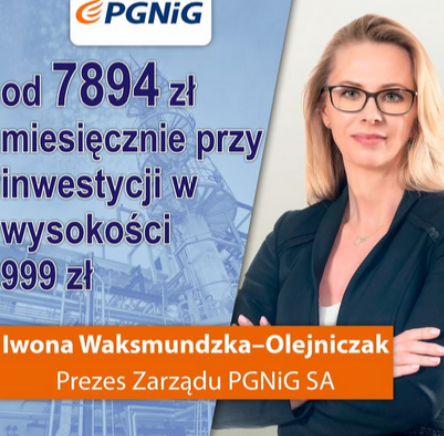 PGNiG
od 7894 zł
miesięcznie przy
inwestycji w
wysokości
999 zł
Iwona Waksmundzka–Olejniczak
Prezes Zarządu PGNiG SA